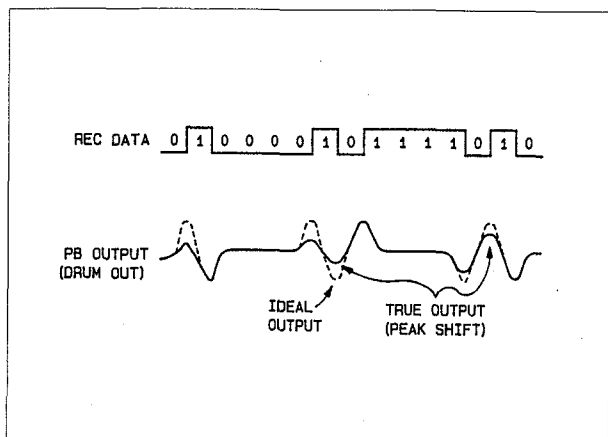 REC DATA 0 1 0 0 0 0 1 0 1 1 1 1 0 1 0
PB OUTPUT
(DRUM OUT)
IDEAL
OUTPUT
TRUE OUTPUT
(PEAK SHIFT)